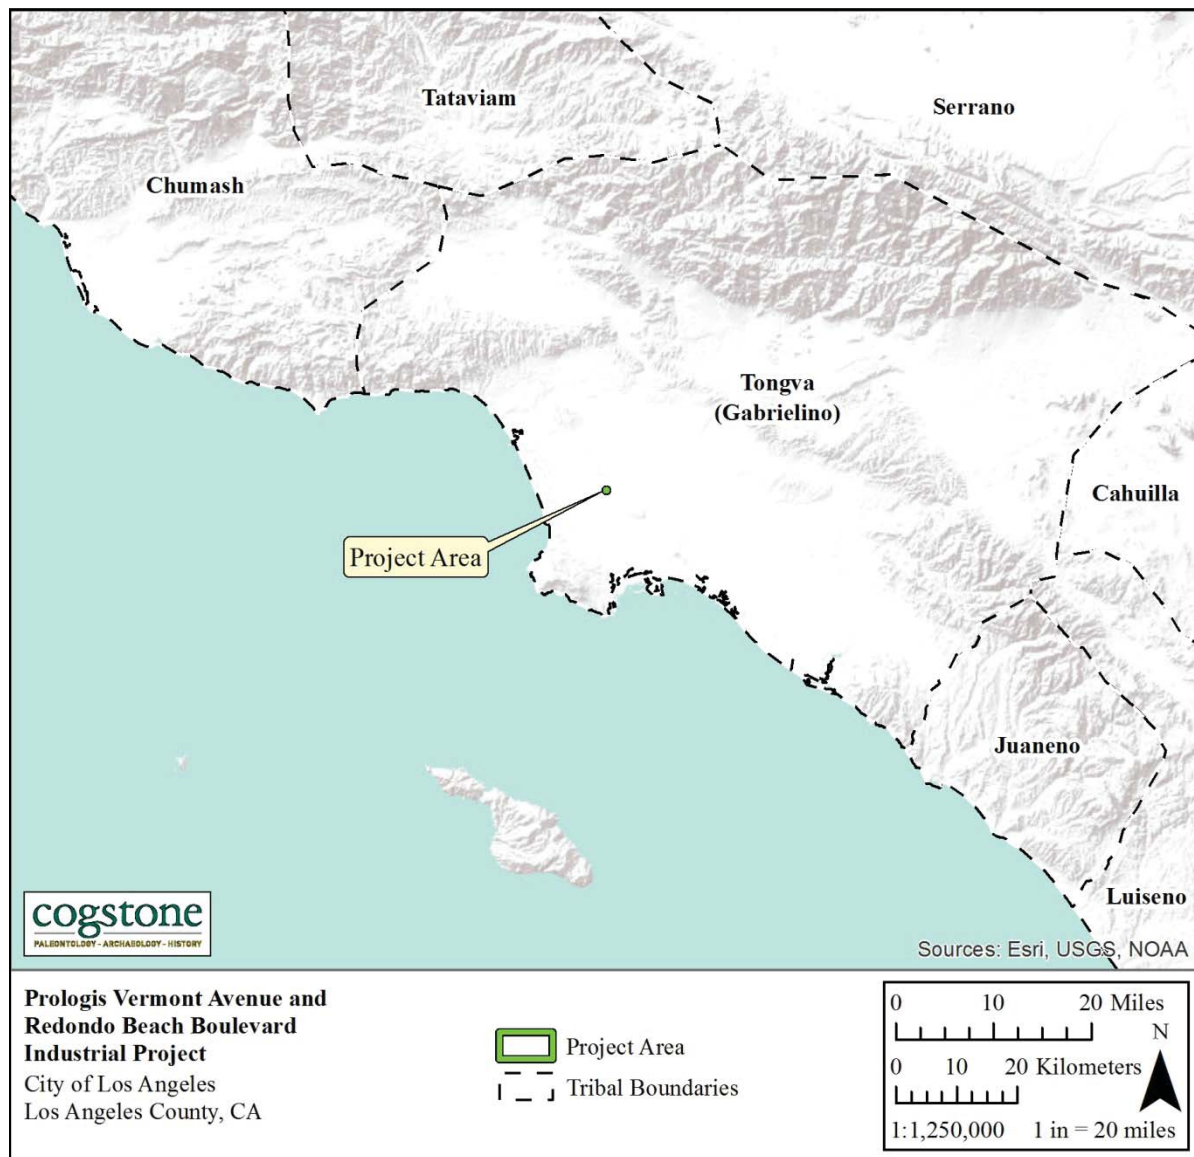 Tataviam
Serrano
Chumash
Tongva
(Gabrielino)
Cahuilla
Project Area
Juaneno
Luiseno
cogstone
PALEONTOLOGY - ARCHAEOLOGY - HISTORY
Sources: Esri, USGS, NOAA
Prologis Vermont Avenue and
Redondo Beach Boulevard
Industrial Project
City of Los Angeles
Los Angeles County, CA
Project Area
Tribal Boundaries
0 10 20 Miles
N
0 10 20 Kilometers
1:1,250,000 1 in = 20 miles